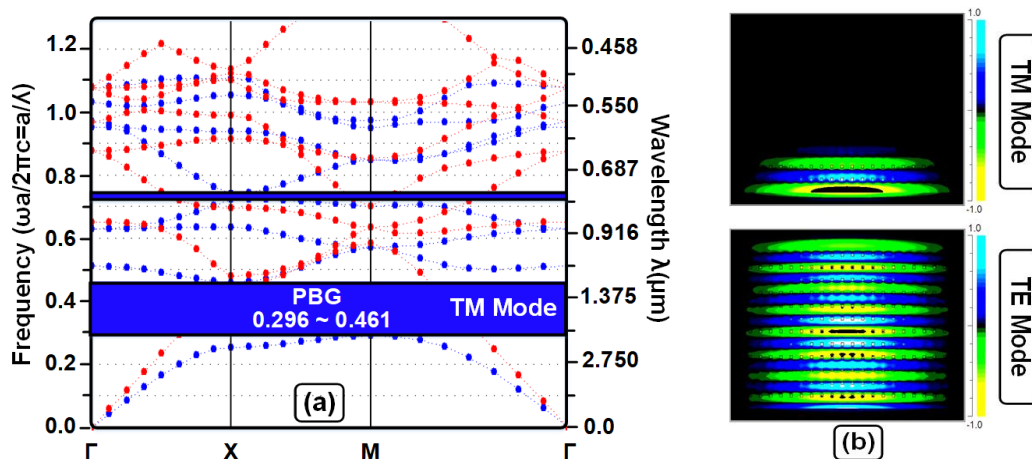 Frequency (ωa/2πc=a/λ)
1.2
1.0
0.8
0.6
0.4
0.2
0.0
PBG
0.296 ~ 0.461
TM Mode
(a)
Γ
X
M
Γ
0.458
0.550
0.687
0.916
1.375
2.750
0.0
Wavelength λ(μm)
1.0
-1.0
TM Mode
1.0
-1.0
TE Mode
(b)